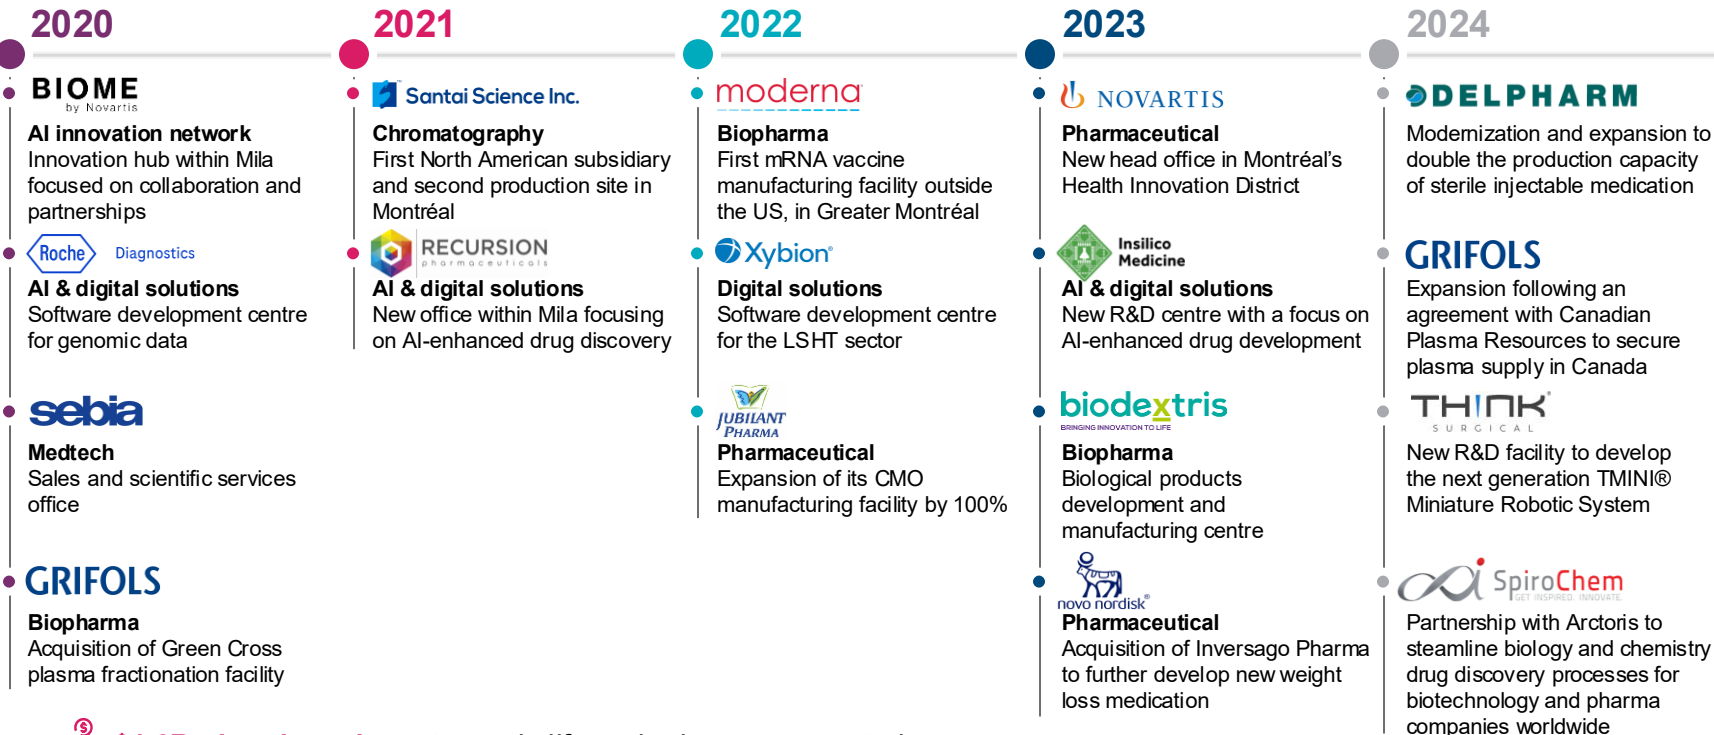 2020
BIOME
by Novartis
AI innovation network
Innovation hub within Mila
focused on collaboration and
partnerships
Roche Diagnostics
AI & digital solutions
Software development centre
for genomic data
sebia
Medtech
Sales and scientific services
office
GRIFOLS
Biopharma
Acquisition of Green Cross
plasma fractionation facility
2021
Santai Science Inc.
Chromatography
First North American subsidiary
and second production site in
Montréal
RECURSION
pharmaceuticals
AI & digital solutions
New office within Mila focusing
on AI-enhanced drug discovery
2022
moderna
Biopharma
First mRNA vaccine
manufacturing facility outside
the US, in Greater Montréal
Xybion®
Digital solutions
Software development centre
for the LSHT sector
JUBILANT
PHARMA
Pharmaceutical
Expansion of its CMO
manufacturing facility by 100%
2023
NOVARTIS
Pharmaceutical
New head office in Montréal's
Health Innovation District
Insilico
Medicine
AI & digital solutions
New R&D centre with a focus on
AI-enhanced drug development
biodextris
BRINGING INNOVATION TO LIFE
Biopharma
Biological products
development and
manufacturing centre
novo nordisk®
Pharmaceutical
Acquisition of Inversago Pharma
to further develop new weight
loss medication
2024
DELPHARM
Modernization and expansion to
double the production capacity
of sterile injectable medication
GRIFOLS
Expansion following an
agreement with Canadian
Plasma Resources to secure
plasma supply in Canada
THINK
SURGICAL
New R&D facility to develop
the next generation TMINI®
Miniature Robotic System
SpiroChem
GET INSPIRED. INNOVATE.
Partnership with Arctoris to
steamline biology and chemistry
drug discovery processes for
biotechnology and pharma
companies worldwide